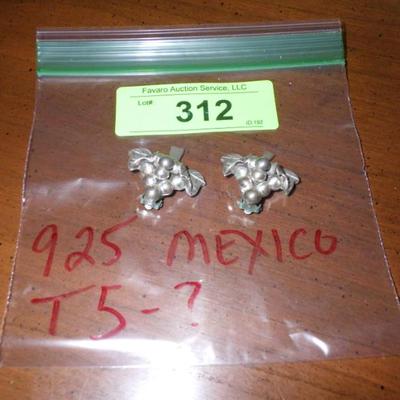 Favaro Auction Service, LLC
Lot#
312
ID:192
925 MEXICO
T5-?